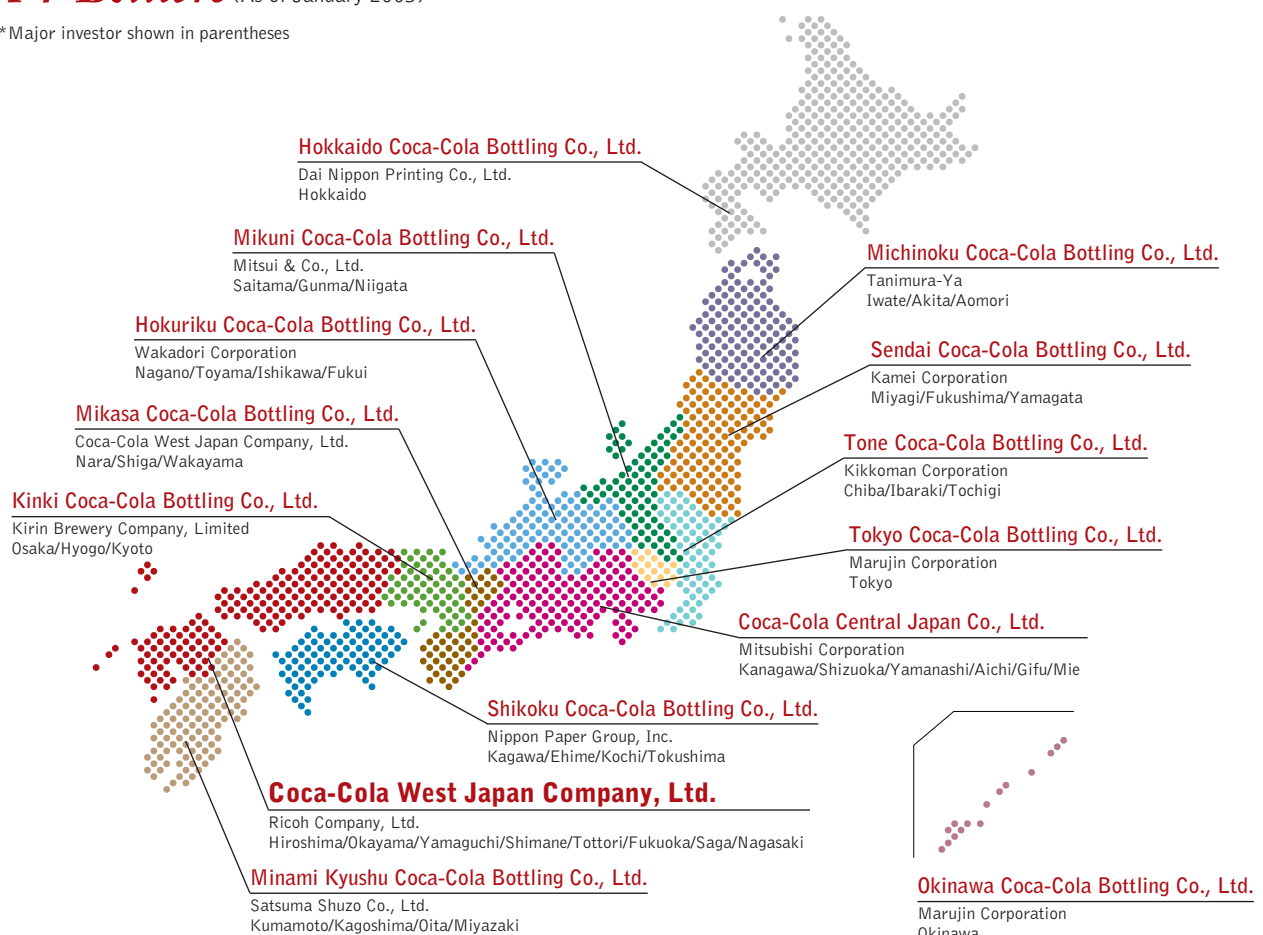 (As of January 2005)
*Major investor shown in parentheses
Hokkaido Coca-Cola Bottling Co., Ltd.
Dai Nippon Printing Co., Ltd.
Hokkaido
Mikuni Coca-Cola Bottling Co., Ltd.
Mitsui & Co., Ltd.
Saitama/Gunma/Niigata
Hokuriku Coca-Cola Bottling Co., Ltd.
Wakadori Corporation
Nagano/Toyama/Ishikawa/Fukui
Mikasa Coca-Cola Bottling Co., Ltd.
Coca-Cola West Japan Company, Ltd.
Nara/Shiga/Wakayama
Kinki Coca-Cola Bottling Co., Ltd.
Kirin Brewery Company, Limited
Osaka/Hyogo/Kyoto
Michinoku Coca-Cola Bottling Co., Ltd.
Tanimura-Ya
Iwate/Akita/Aomori
Sendai Coca-Cola Bottling Co., Ltd.
Kamei Corporation
Miyagi/Fukushima/Yamagata
Tone Coca-Cola Bottling Co., Ltd.
Kikkoman Corporation
Chiba/Ibaraki/Tochigi
Tokyo Coca-Cola Bottling Co., Ltd.
Marujin Corporation
Tokyo
Coca-Cola Central Japan Co., Ltd.
Mitsubishi Corporation
Kanagawa/Shizuoka/Yamanashi/Aichi/Gifu/Mie
Shikoku Coca-Cola Bottling Co., Ltd.
Nippon Paper Group, Inc.
Kagawa/Ehime/Kochi/Tokushima
Coca-Cola West Japan Company, Ltd.
Ricoh Company, Ltd.
Hiroshima/Okayama/Yamaguchi/Shimane/Tottori/Fukuoka/Saga/Nagasaki
Minami Kyushu Coca-Cola Bottling Co., Ltd.
Satsuma Shuzo Co., Ltd.
Kumamoto/Kagoshima/Oita/Miyazaki
Okinawa Coca-Cola Bottling Co., Ltd.
Marujin Corporation
Okinawa